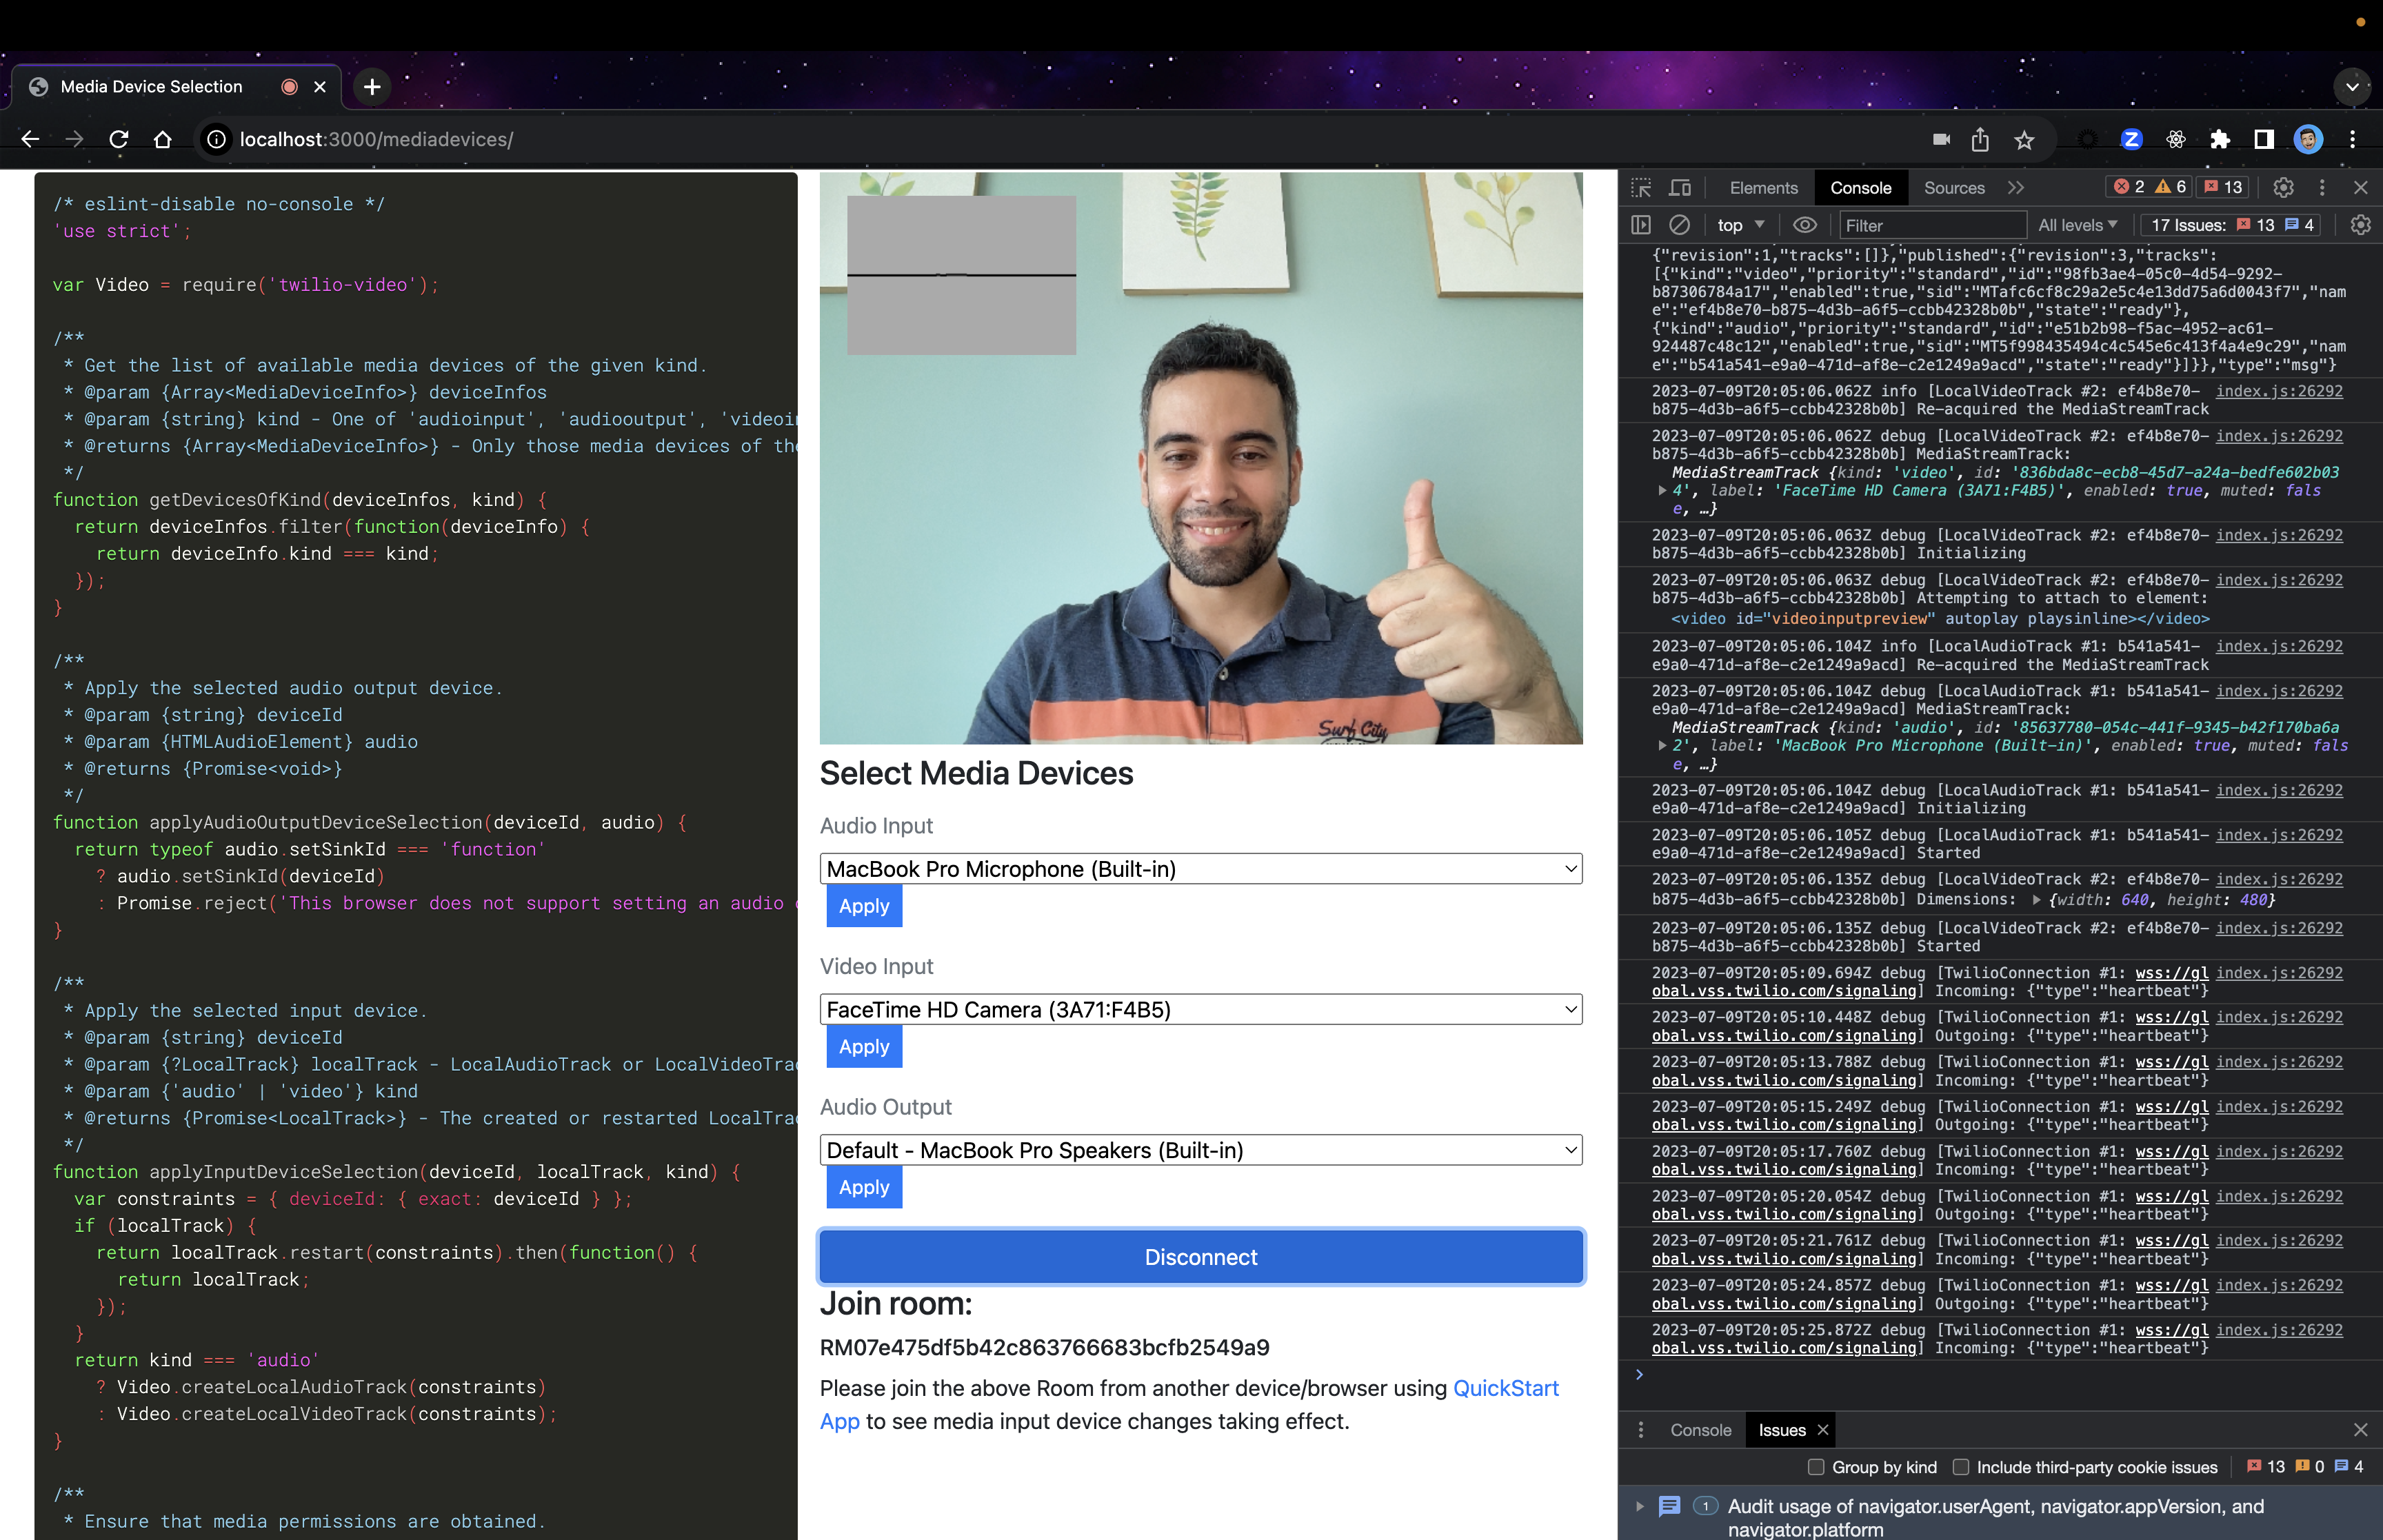 Media Device Selection
localhost:3000/mediadevices/
/* eslint-disable no-console */
'use strict';
var Video = require('twilio-video');
/**
* Get the list of available media devices of the given kind.
* @param {Array<MediaDeviceInfo>} deviceInfos
* @param {string} kind - One of 'audioinput', 'audiooutput', 'videoin
* @returns {Array<MediaDeviceInfo>} - Only those media devices of the
*/
function getDevicesOfKind(deviceInfos, kind) {
return deviceInfos.filter(function(deviceInfo) {
return deviceInfo.kind === kind;
});
}
/**
* Apply the selected audio output device.
* @param {string} deviceId
* @param {HTMLAudioElement} audio
* @returns {Promise<void>}
*/
function applyAudioOutputDeviceSelection(deviceId, audio) {
return typeof audio.setSinkId === 'function'
? audio.setSinkId(deviceId)
: Promise.reject('This browser does not support setting an audio
}
/**
* Apply the selected input device.
* @param {string} deviceId
* @param {?LocalTrack} localTrack - LocalAudioTrack or LocalVideoTrac
* @param {'audio' | 'video'} kind
* @returns {Promise<LocalTrack>} - The created or restarted LocalTrac
*/
function applyInputDeviceSelection(deviceId, localTrack, kind) {
var constraints = { deviceId: { exact: deviceId } };
if (localTrack) {
return localTrack.restart(constraints).then(function() {
return localTrack;
});
}
return kind === 'audio'
? Video.createLocalAudioTrack(constraints)
: Video.createLocalVideoTrack(constraints);
}
/**
* Ensure that media permissions are obtained.
Surf City
Select Media Devices
Audio Input
MacBook Pro Microphone (Built-in)
Apply
Video Input
FaceTime HD Camera (3A71:F4B5)
Apply
Audio Output
Default - MacBook Pro Speakers (Built-in)
Apply
Disconnect
Join room:
RM07e475df5b42c863766683bcfb2549a9
Please join the above Room from another device/browser using QuickStart
App to see media input device changes taking effect.
Elements Console Sources 2 6 13
top Filter All levels 17 Issues: 13 4
{"revision":1,"tracks":[]},"published":{"revision":3,"tracks":
[{"kind":"video","priority":"standard","id":"98fb3ae4-05c0-4d54-9292-
b87306784a17","enabled":true,"sid":"MTafc6cf8c29a2e5c4e13dd75a6d0043f7","nam
e":"ef4b8e70-b875-4d3b-a6f5-ccbb42328b0b","state":"ready"},
{"kind":"audio","priority":"standard","id":"e51b2b98-f5ac-4952-ac61-
924487c48c12","enabled":true,"sid":"MT5f998435494c4c545e6c413f4a4e9c29","nam
e":"b541a541-e9a0-471d-af8e-c2e1249a9acd","state":"ready"}]}},"type":"msg"}
2023-07-09T20:05:06.062Z info [LocalVideoTrack #2: ef4b8e70- index.js:26292
b875-4d3b-a6f5-ccbb42328b0b] Re-acquired the MediaStreamTrack
2023-07-09T20:05:06.062Z debug [LocalVideoTrack #2: ef4b8e70- index.js:26292
b875-4d3b-a6f5-ccbb42328b0b] MediaStreamTrack:
MediaStreamTrack {kind: 'video', id: '836bda8c-ecb8-45d7-a24a-bedfe602b03
4', label: 'FaceTime HD Camera (3A71:F4B5)', enabled: true, muted: fals
e, …}
2023-07-09T20:05:06.063Z debug [LocalVideoTrack #2: ef4b8e70- index.js:26292
b875-4d3b-a6f5-ccbb42328b0b] Initializing
2023-07-09T20:05:06.063Z debug [LocalVideoTrack #2: ef4b8e70- index.js:26292
b875-4d3b-a6f5-ccbb42328b0b] Attempting to attach to element:
<video id="videoinputpreview" autoplay playsinline></video>
2023-07-09T20:05:06.104Z info [LocalAudioTrack #1: b541a541- index.js:26292
e9a0-471d-af8e-c2e1249a9acd] Re-acquired the MediaStreamTrack
2023-07-09T20:05:06.104Z debug [LocalAudioTrack #1: b541a541- index.js:26292
e9a0-471d-af8e-c2e1249a9acd] MediaStreamTrack:
MediaStreamTrack {kind: 'audio', id: '85637780-054c-441f-9345-b42f170ba6a
2', label: 'MacBook Pro Microphone (Built-in)', enabled: true, muted: fals
e, …}
2023-07-09T20:05:06.104Z debug [LocalAudioTrack #1: b541a541- index.js:26292
e9a0-471d-af8e-c2e1249a9acd] Initializing
2023-07-09T20:05:06.105Z debug [LocalAudioTrack #1: b541a541- index.js:26292
e9a0-471d-af8e-c2e1249a9acd] Started
2023-07-09T20:05:06.135Z debug [LocalVideoTrack #2: ef4b8e70- index.js:26292
b875-4d3b-a6f5-ccbb42328b0b] Dimensions: {width: 640, height: 480}
2023-07-09T20:05:06.135Z debug [LocalVideoTrack #2: ef4b8e70- index.js:26292
b875-4d3b-a6f5-ccbb42328b0b] Started
2023-07-09T20:05:09.694Z debug [TwilioConnection #1: wss://gl index.js:26292
obal.vss.twilio.com/signaling] Incoming: {"type":"heartbeat"}
2023-07-09T20:05:10.448Z debug [TwilioConnection #1: wss://gl index.js:26292
obal.vss.twilio.com/signaling] Outgoing: {"type":"heartbeat"}
2023-07-09T20:05:13.788Z debug [TwilioConnection #1: wss://gl index.js:26292
obal.vss.twilio.com/signaling] Incoming: {"type":"heartbeat"}
2023-07-09T20:05:15.249Z debug [TwilioConnection #1: wss://gl index.js:26292
obal.vss.twilio.com/signaling] Outgoing: {"type":"heartbeat"}
2023-07-09T20:05:17.760Z debug [TwilioConnection #1: wss://gl index.js:26292
obal.vss.twilio.com/signaling] Incoming: {"type":"heartbeat"}
2023-07-09T20:05:20.054Z debug [TwilioConnection #1: wss://gl index.js:26292
obal.vss.twilio.com/signaling] Outgoing: {"type":"heartbeat"}
2023-07-09T20:05:21.761Z debug [TwilioConnection #1: wss://gl index.js:26292
obal.vss.twilio.com/signaling] Incoming: {"type":"heartbeat"}
2023-07-09T20:05:24.857Z debug [TwilioConnection #1: wss://gl index.js:26292
obal.vss.twilio.com/signaling] Outgoing: {"type":"heartbeat"}
2023-07-09T20:05:25.872Z debug [TwilioConnection #1: wss://gl index.js:26292
obal.vss.twilio.com/signaling] Incoming: {"type":"heartbeat"}
Console Issues
Group by kind Include third-party cookie issues 13 0 4
1 Audit usage of navigator.userAgent, navigator.appVersion, and
navigator.platform